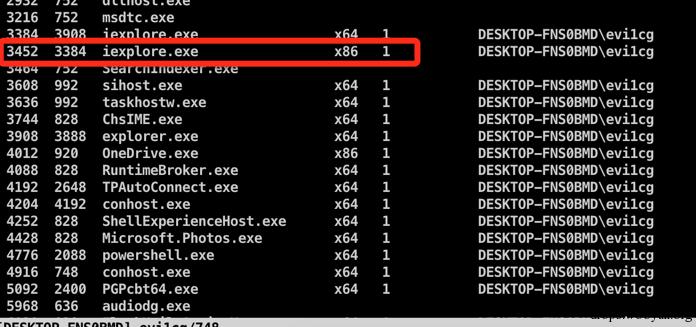 2932 752 dllhost.exe
3216 752 msdtc.exe
3384 3908 iexplore.exe x64 1 DESKTOP-FNS0BMD\evi1cg
3452 3384 iexplore.exe x86 1 DESKTOP-FNS0BMD\evi1cg
3464 752 SearchIndexer.exe
3608 992 sihost.exe x64 1 DESKTOP-FNS0BMD\evi1cg
3636 992 taskhostw.exe x64 1 DESKTOP-FNS0BMD\evi1cg
3744 828 ChsIME.exe x64 1 DESKTOP-FNS0BMD\evi1cg
3908 3888 explorer.exe x64 1 DESKTOP-FNS0BMD\evi1cg
4012 920 OneDrive.exe x86 1 DESKTOP-FNS0BMD\evi1cg
4088 828 RuntimeBroker.exe x64 1 DESKTOP-FNS0BMD\evi1cg
4192 2648 TPAutoConnect.exe x64 1 DESKTOP-FNS0BMD\evi1cg
4204 4192 conhost.exe x64 1 DESKTOP-FNS0BMD\evi1cg
4252 828 ShellExperienceHost.exe x64 1 DESKTOP-FNS0BMD\evi1cg
4428 828 Microsoft.Photos.exe x64 1 DESKTOP-FNS0BMD\evi1cg
4776 2088 powershell.exe x64 1 DESKTOP-FNS0BMD\evi1cg
4916 748 conhost.exe x64 1 DESKTOP-FNS0BMD\evi1cg
5092 2400 PGPcbt64.exe x64 1 DESKTOP-FNS0BMD\evi1cg
5968 636 audiodg.exe
[DESKTOP-FNS0BMD] evi1cg/748